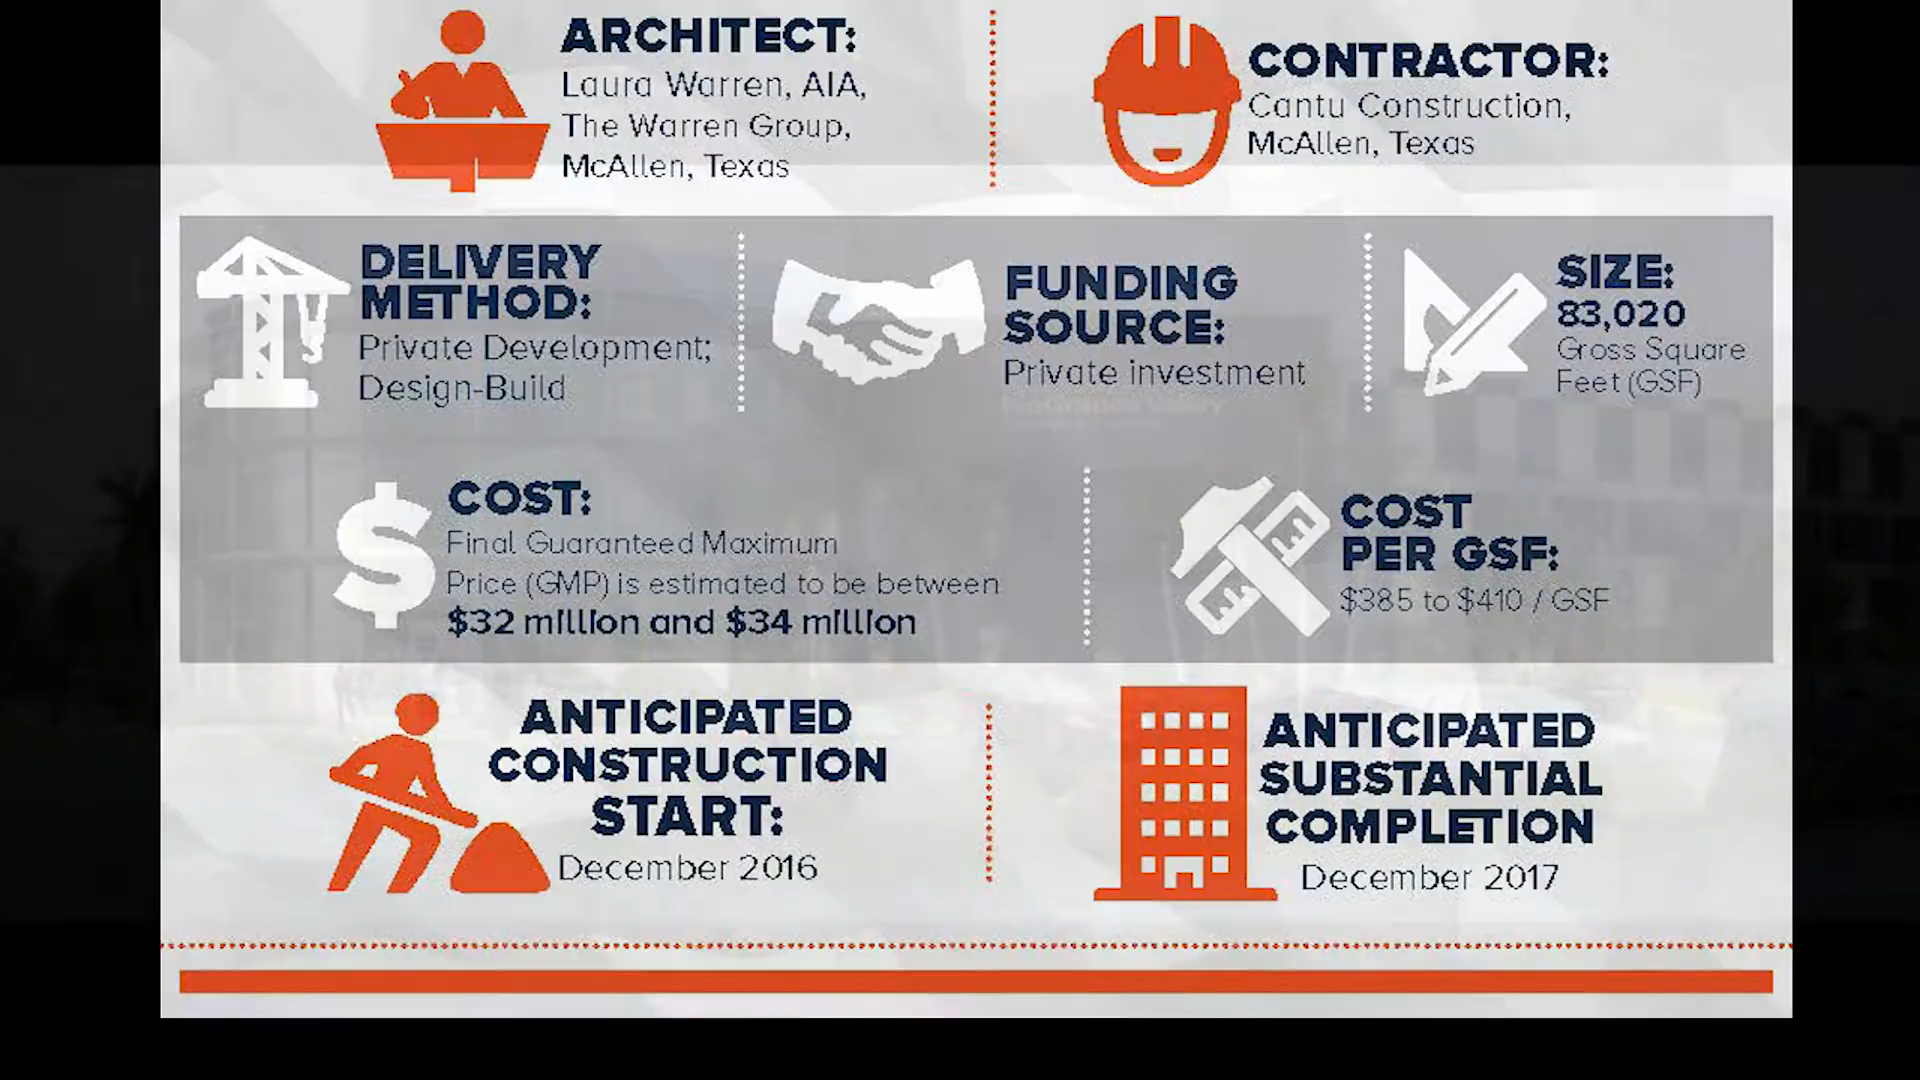 ARCHITECT:
Laura Warren, AIA,
The Warren Group,
McAllen, Texas
CONTRACTOR:
Cantu Construction,
McAllen, Texas
DELIVERY
METHOD:
Private Development;
Design-Build
FUNDING
SOURCE:
Private investment
SIZE:
83,020
Gross Square
Feet (GSF)
COST:
Final Guaranteed Maximum
Price (GMP) is estimated to be between
$32 million and $34 million
COST
PER GSF:
$385 to $410 / GSF
ANTICIPATED
CONSTRUCTION
START:
December 2016
ANTICIPATED
SUBSTANTIAL
COMPLETION
December 2017